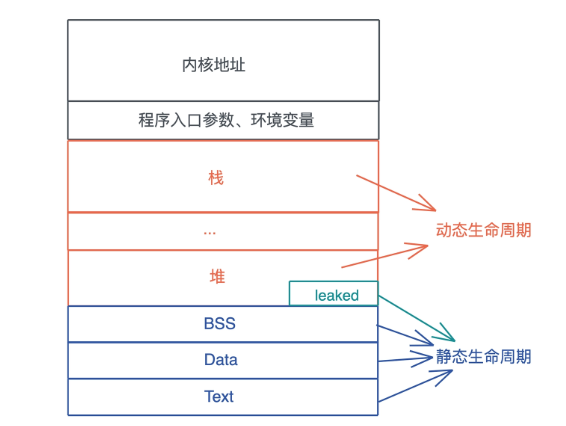 内核地址
程序入口参数、环境变量
栈
...
动态生命周期
堆
leaked
BSS
静态生命周期
Data
Text